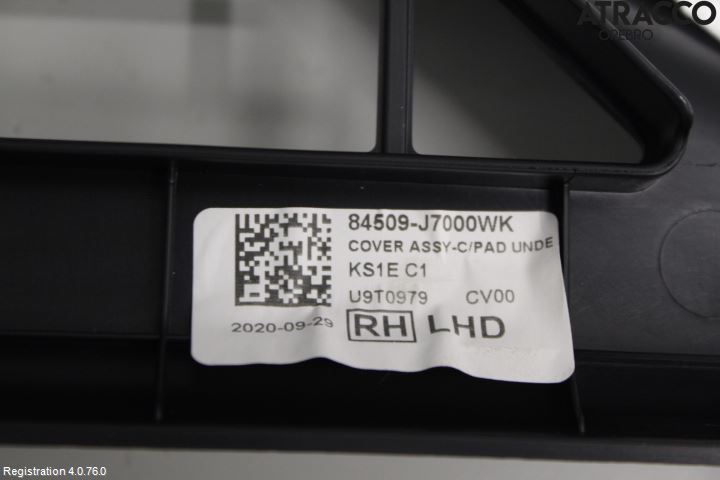 ATRACCO
ÖREBRO
84509-J7000WK
COVER ASSY-C/PAD UNDE
KS1E C1
U9T0979 CV00
2020-09-29 RH LHD
Registration 4.0.76.0